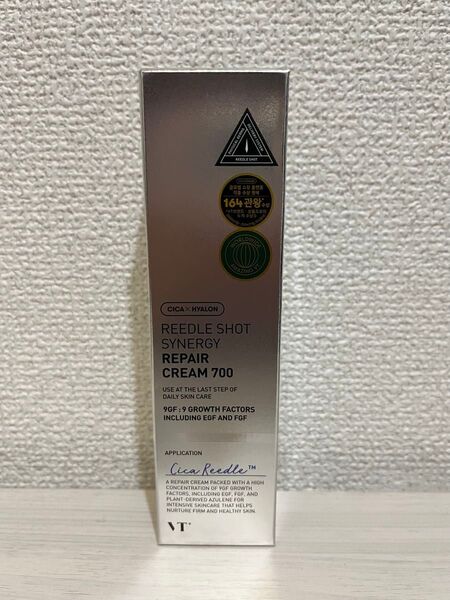 REEDLE SHOT
164관왕
CICA × HYALON
REEDLE SHOT
SYNERGY
REPAIR
CREAM 700
USE AT THE LAST STEP OF
DAILY SKIN CARE
9GF : 9 GROWTH FACTORS
INCLUDING EGF AND FGF
APPLICATION
Cica Reedle™
A REPAIR CREAM PACKED WITH A HIGH
CONCENTRATION OF 9GF GROWTH
FACTORS, INCLUDING EGF, FGF, AND
PLANT-DERIVED AZULENE FOR
INTENSIVE SKINCARE THAT HELPS
NURTURE FIRM AND HEALTHY SKIN.
VT